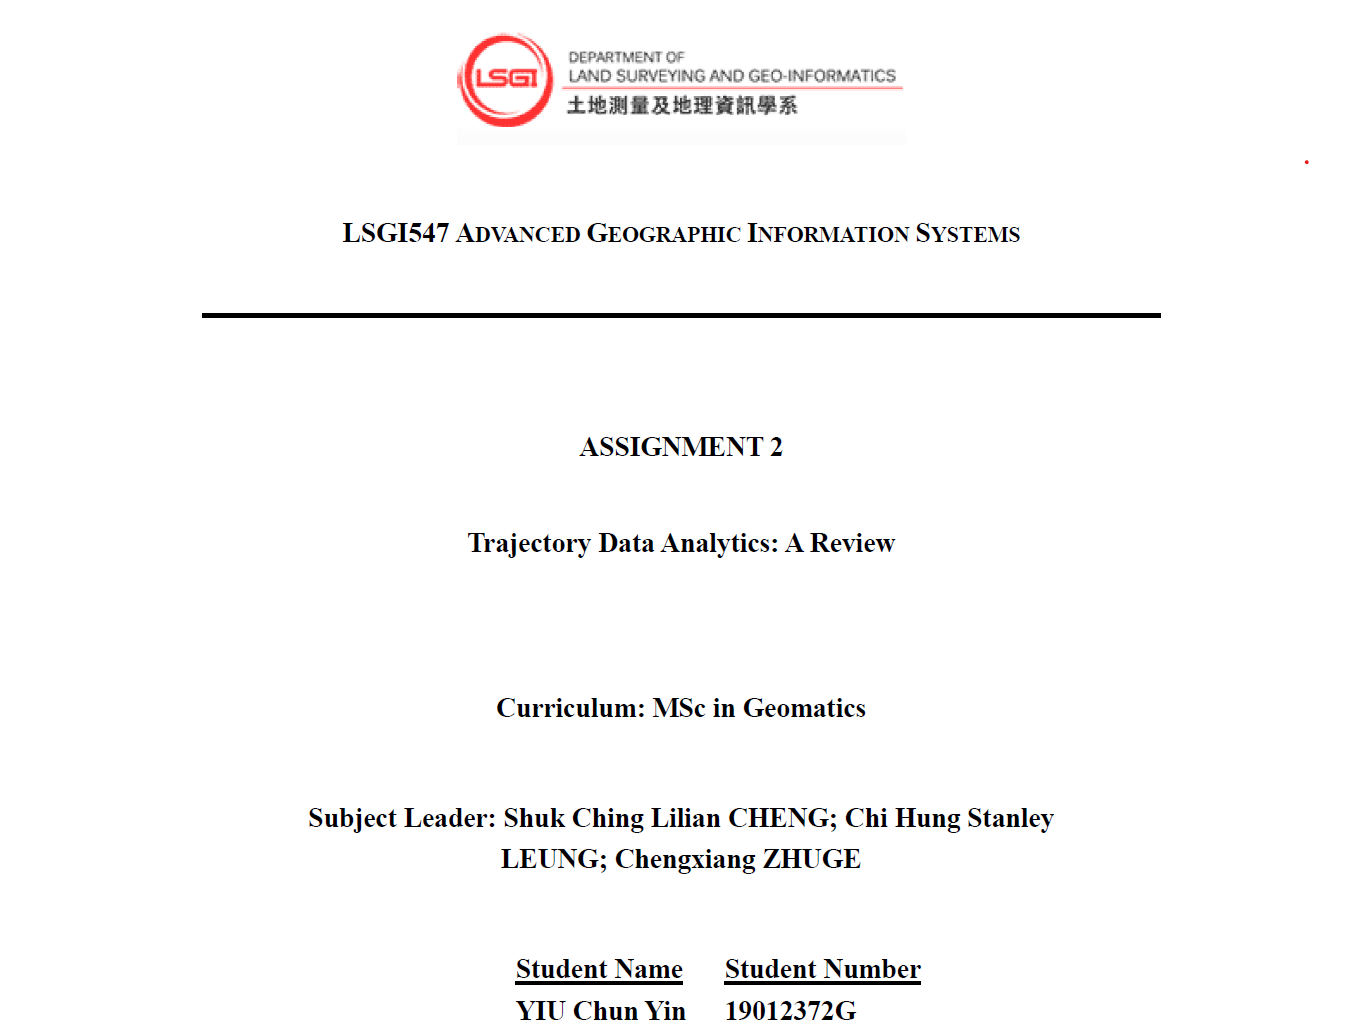 LSGI
DEPARTMENT OF
LAND SURVEYING AND GEO-INFORMATICS
土地測量及地理資訊學系
LSGI547 ADVANCED GEOGRAPHIC INFORMATION SYSTEMS
ASSIGNMENT 2
Trajectory Data Analytics: A Review
Curriculum: MSc in Geomatics
Subject Leader: Shuk Ching Lilian CHENG; Chi Hung Stanley
LEUNG; Chengxiang ZHUGE
Student Name Student Number
YIU Chun Yin 19012372G